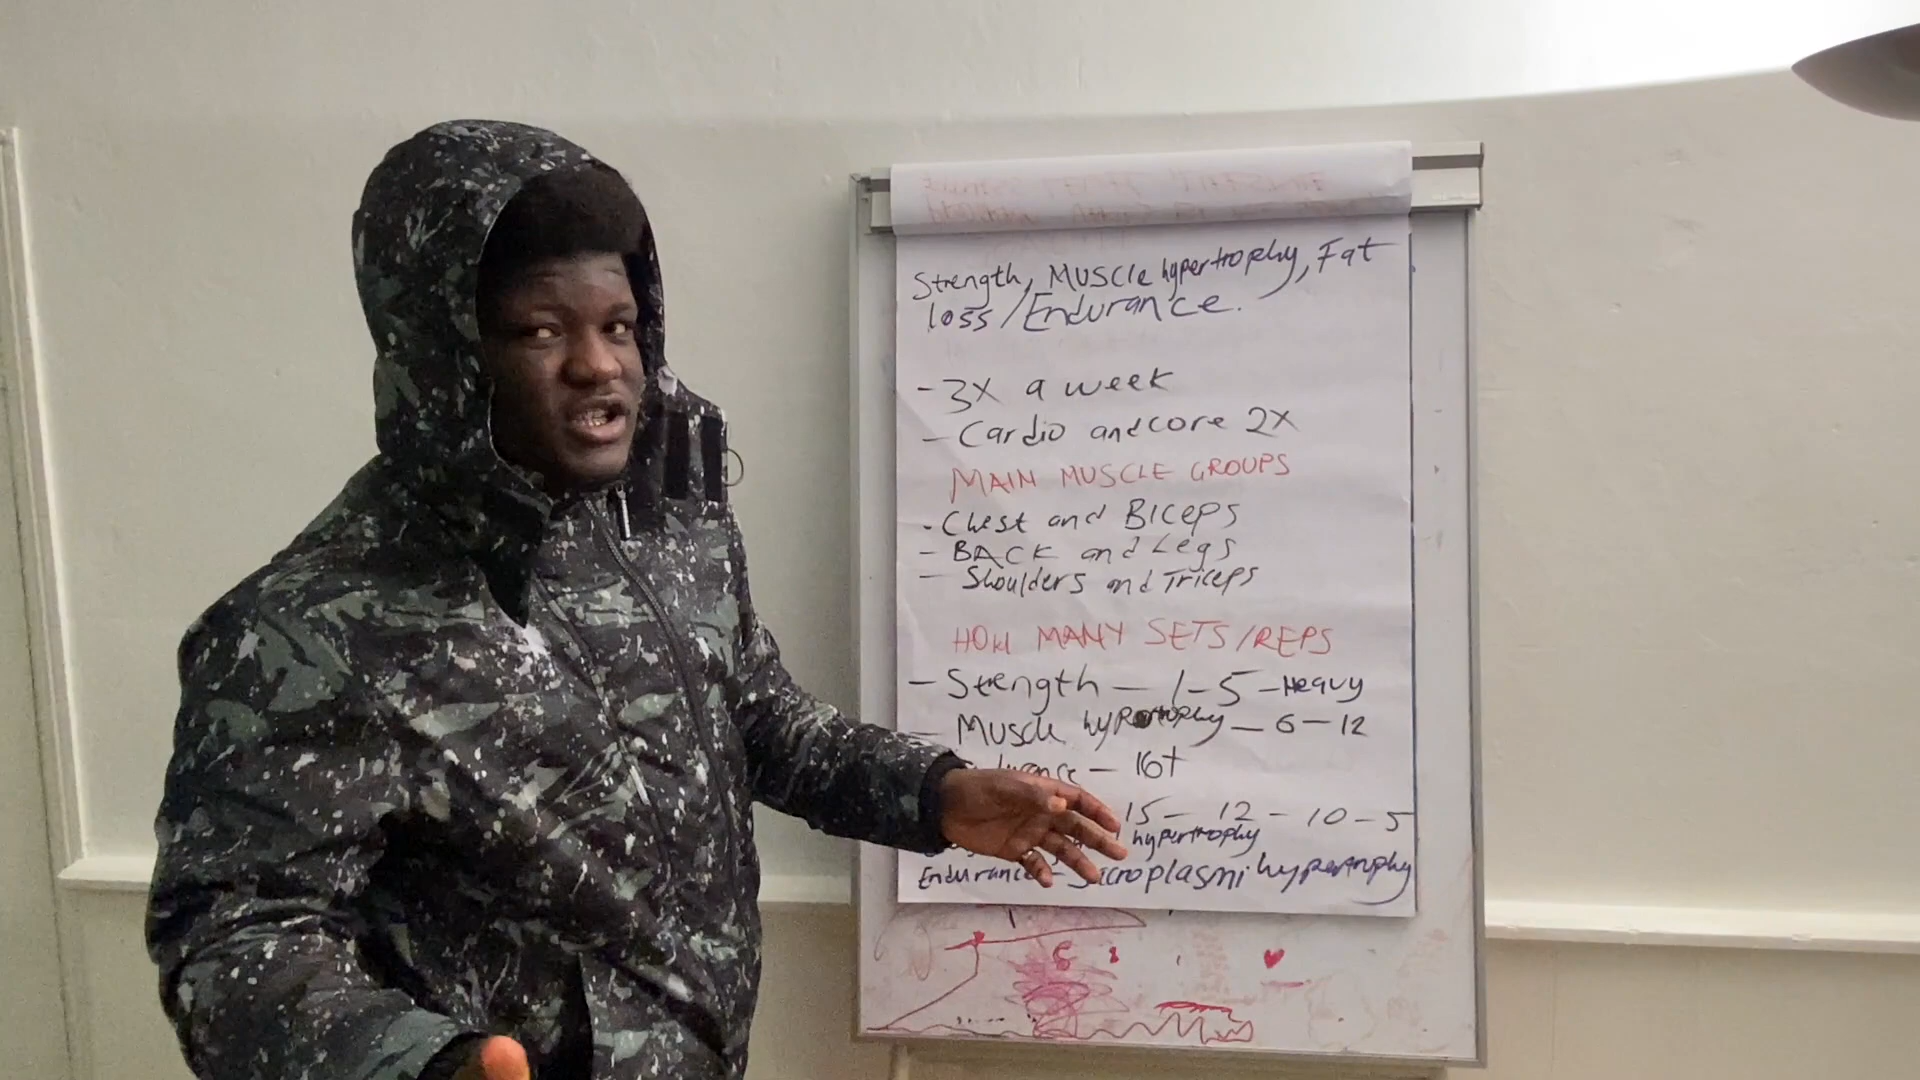 Strength, Muscle hypertrophy, Fat
loss/Endurance.
- 3X a week
- Cardio and core 2X
MAIN MUSCLE GROUPS
- Chest and BICEPS
- BACK and Legs
- Shoulders and Triceps
HOW MANY SETS/REPS
- Strength - 1-5 - Heavy
- Muscle hypertrophy - 6-12
- 16+
15 - 12 - 10 - 5
hypertrophy
Endurance - Sacroplasmi hypertrophy